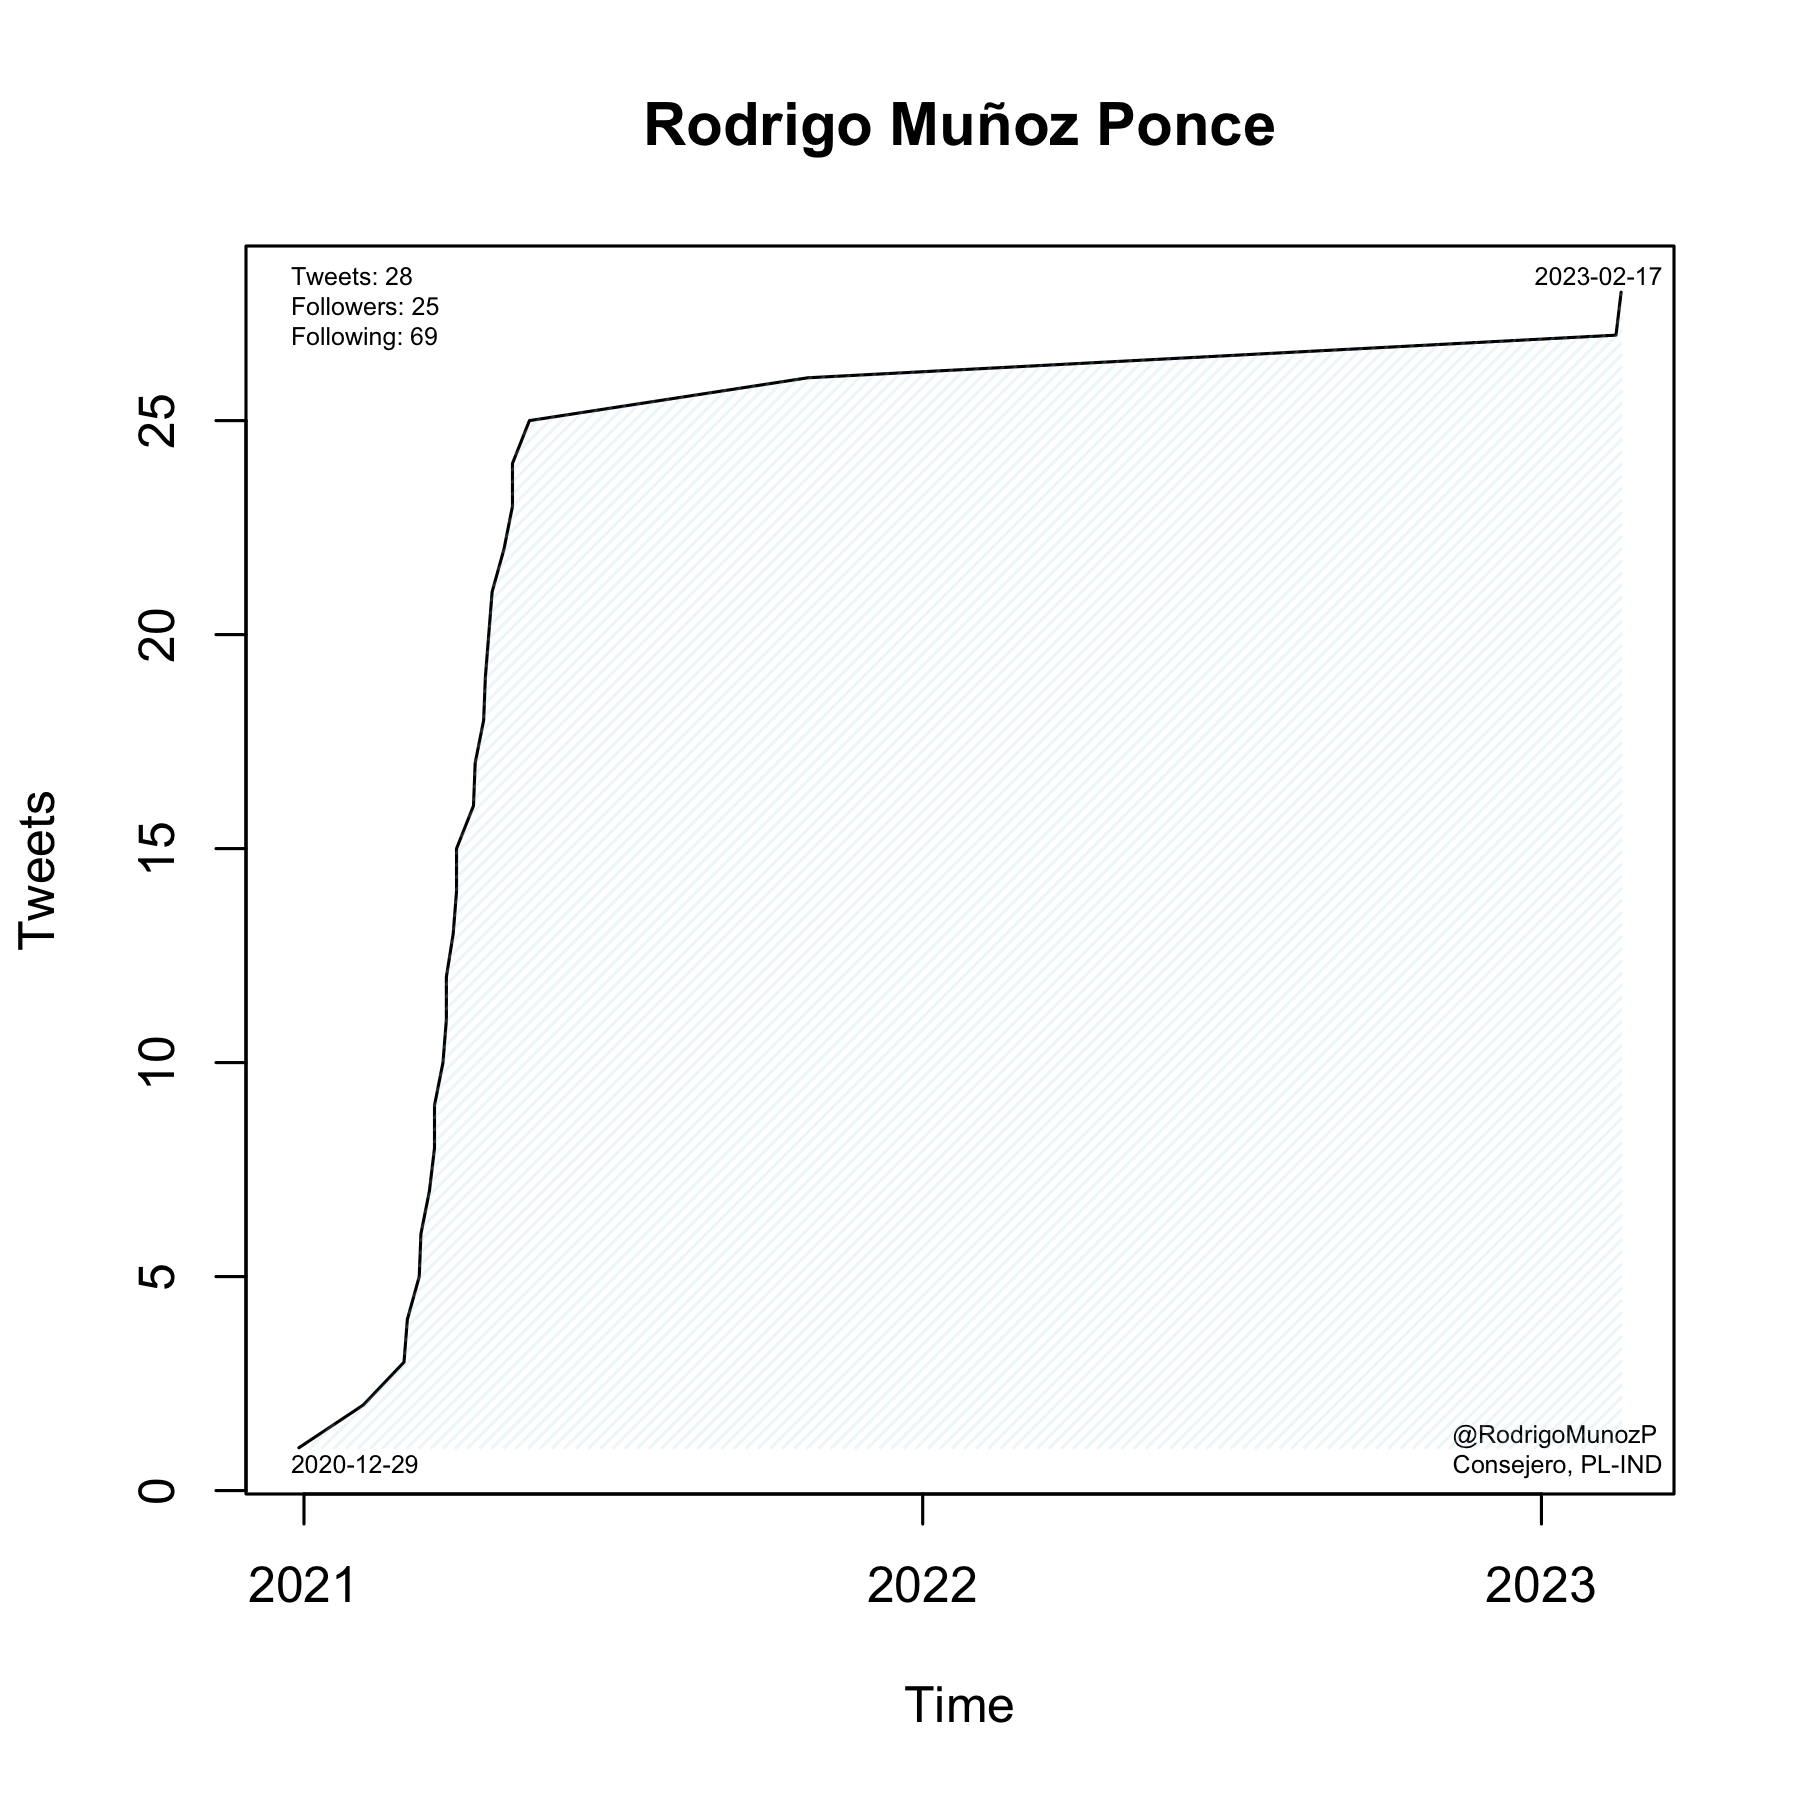 Rodrigo Muñoz Ponce
Tweets: 28
Followers: 25
Following: 69
2023-02-17
25
20
15
10
5
0
Tweets
@RodrigoMunozP
Consejero, PL-IND
2020-12-29
2021
2022
2023
Time